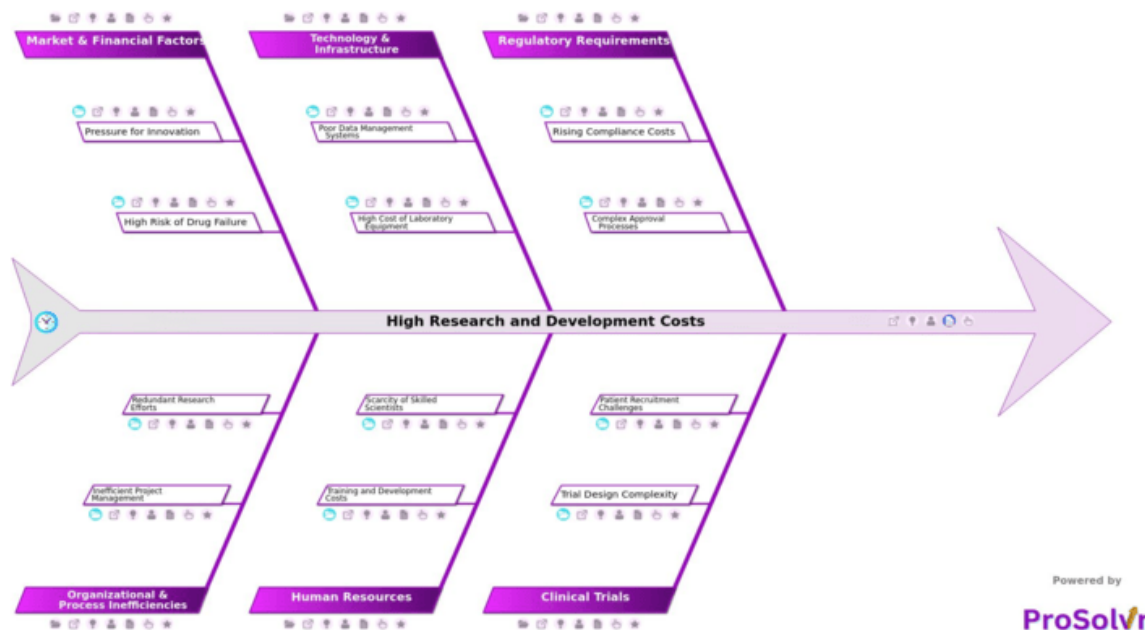 Market & Financial Factors
Technology &
Infrastructure
Regulatory Requirements
Pressure for Innovation
Poor Data Management
Systems
Rising Compliance Costs
High Risk of Drug Failure
High Cost of Laboratory
Equipment
Complex Approval
Processes
High Research and Development Costs
Redundant Research
Efforts
Scarcity of Skilled
Scientists
Patient Recruitment
Challenges
Inefficient Project
Management
Training and Development
Costs
Trial Design Complexity
Organizational &
Process Inefficiencies
Human Resources
Clinical Trials
Powered by
ProSolvr